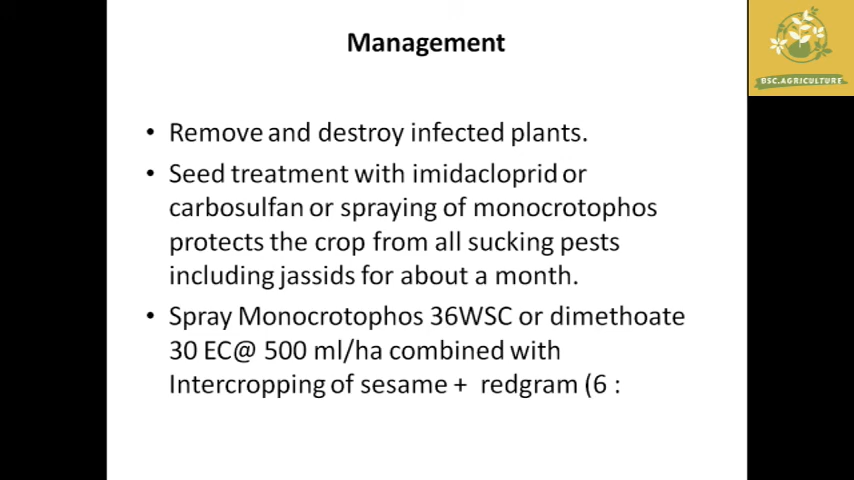 Management
BSC.AGRICULTURE
• Remove and destroy infected plants.
• Seed treatment with imidacloprid or
carbosulfan or spraying of monocrotophos
protects the crop from all sucking pests
including jassids for about a month.
• Spray Monocrotophos 36WSC or dimethoate
30 EC@ 500 ml/ha combined with
Intercropping of sesame + redgram (6 :